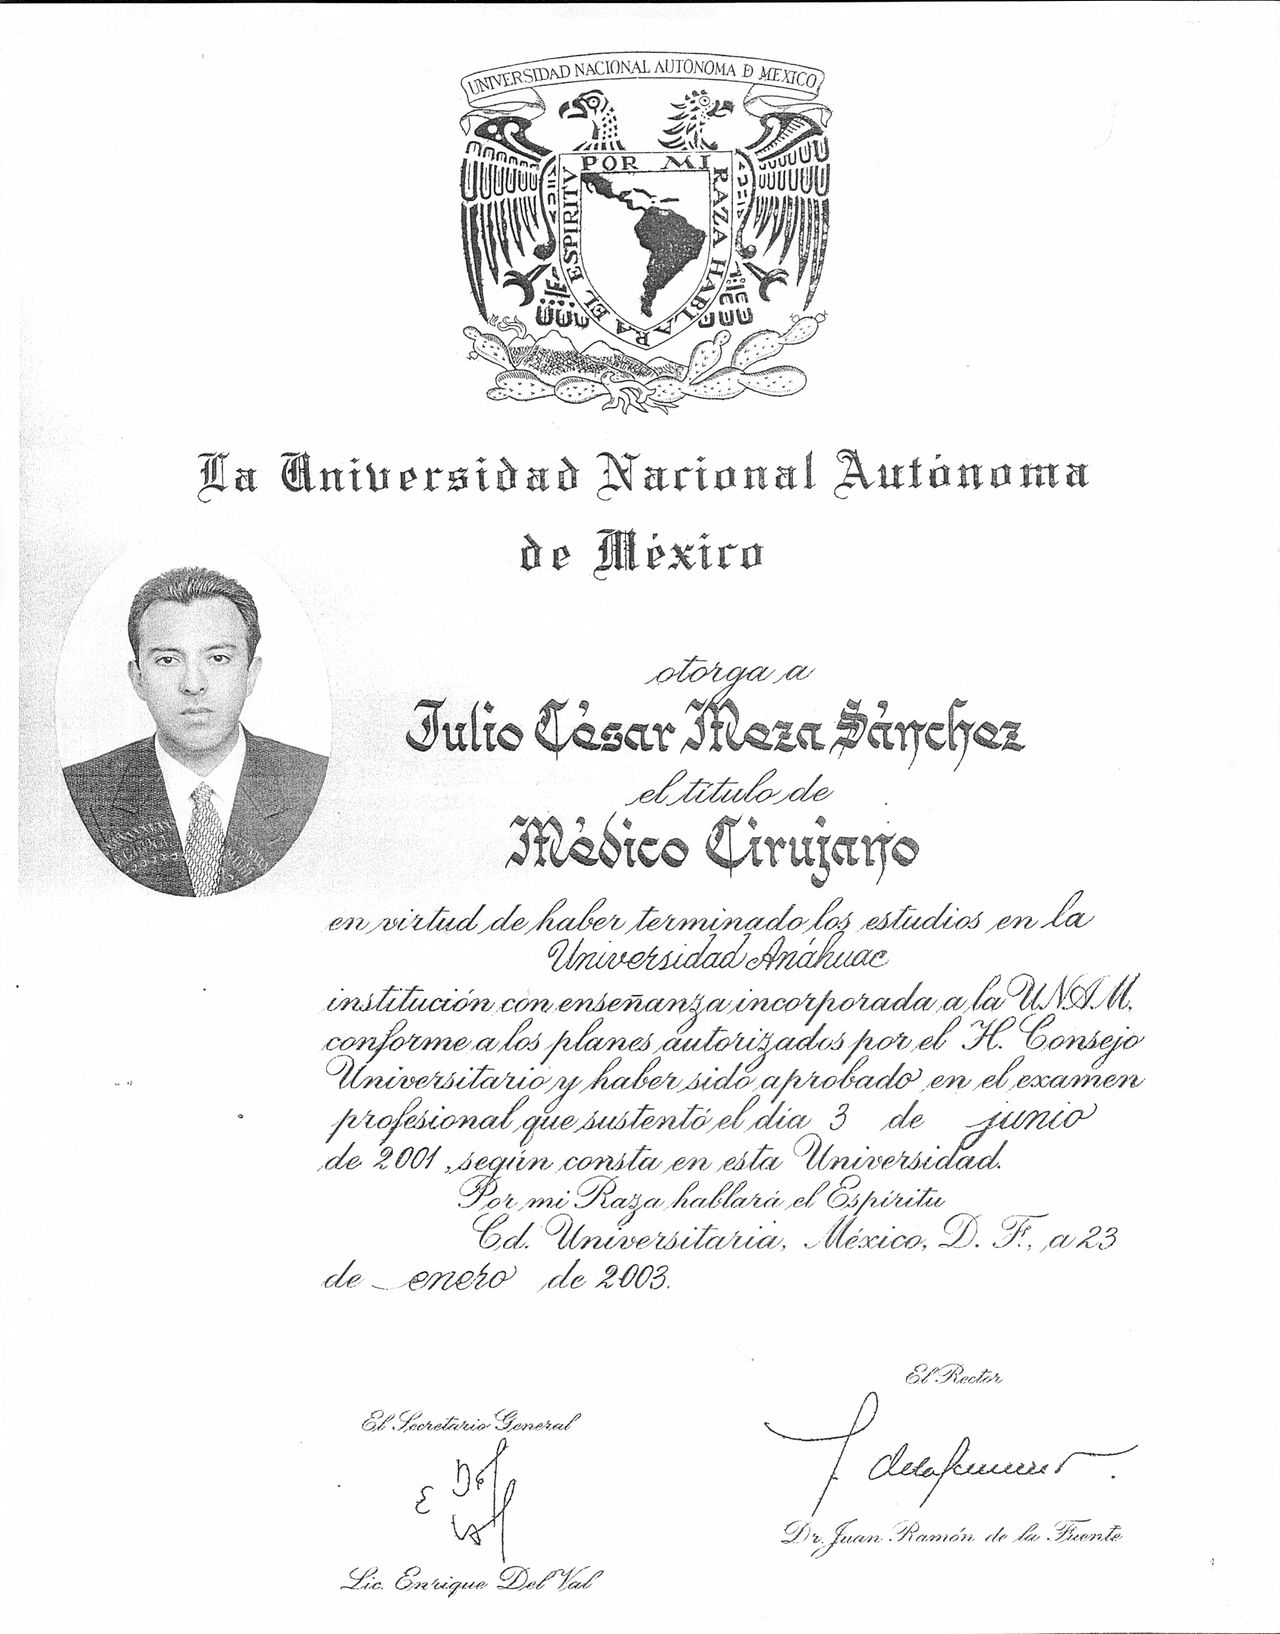 UNIVERSIDAD NACIONAL AUTONOMA D MEXICO
POR MI RAZA HABLARA EL ESPIRITU
La Universidad Nacional Autónoma
de México
otorga a
Julio César Meza Sánchez
el título de
Médico Cirujano
en virtud de haber terminado los estudios en la
Universidad Anáhuac
institución con enseñanza incorporada a la U.N.A.M.
conforme a los planes autorizados por el H. Consejo
Universitario y haber sido aprobado en el examen
profesional que sustentó el día 3 de junio
de 2001, según consta en esta Universidad.
Por mi Raza hablará el Espíritu
Cd. Universitaria, México, D. F., a 23
de enero de 2003.
El Rector
El Secretario General
Dr. Juan Ramón de la Fuente
Lic. Enrique Del Val